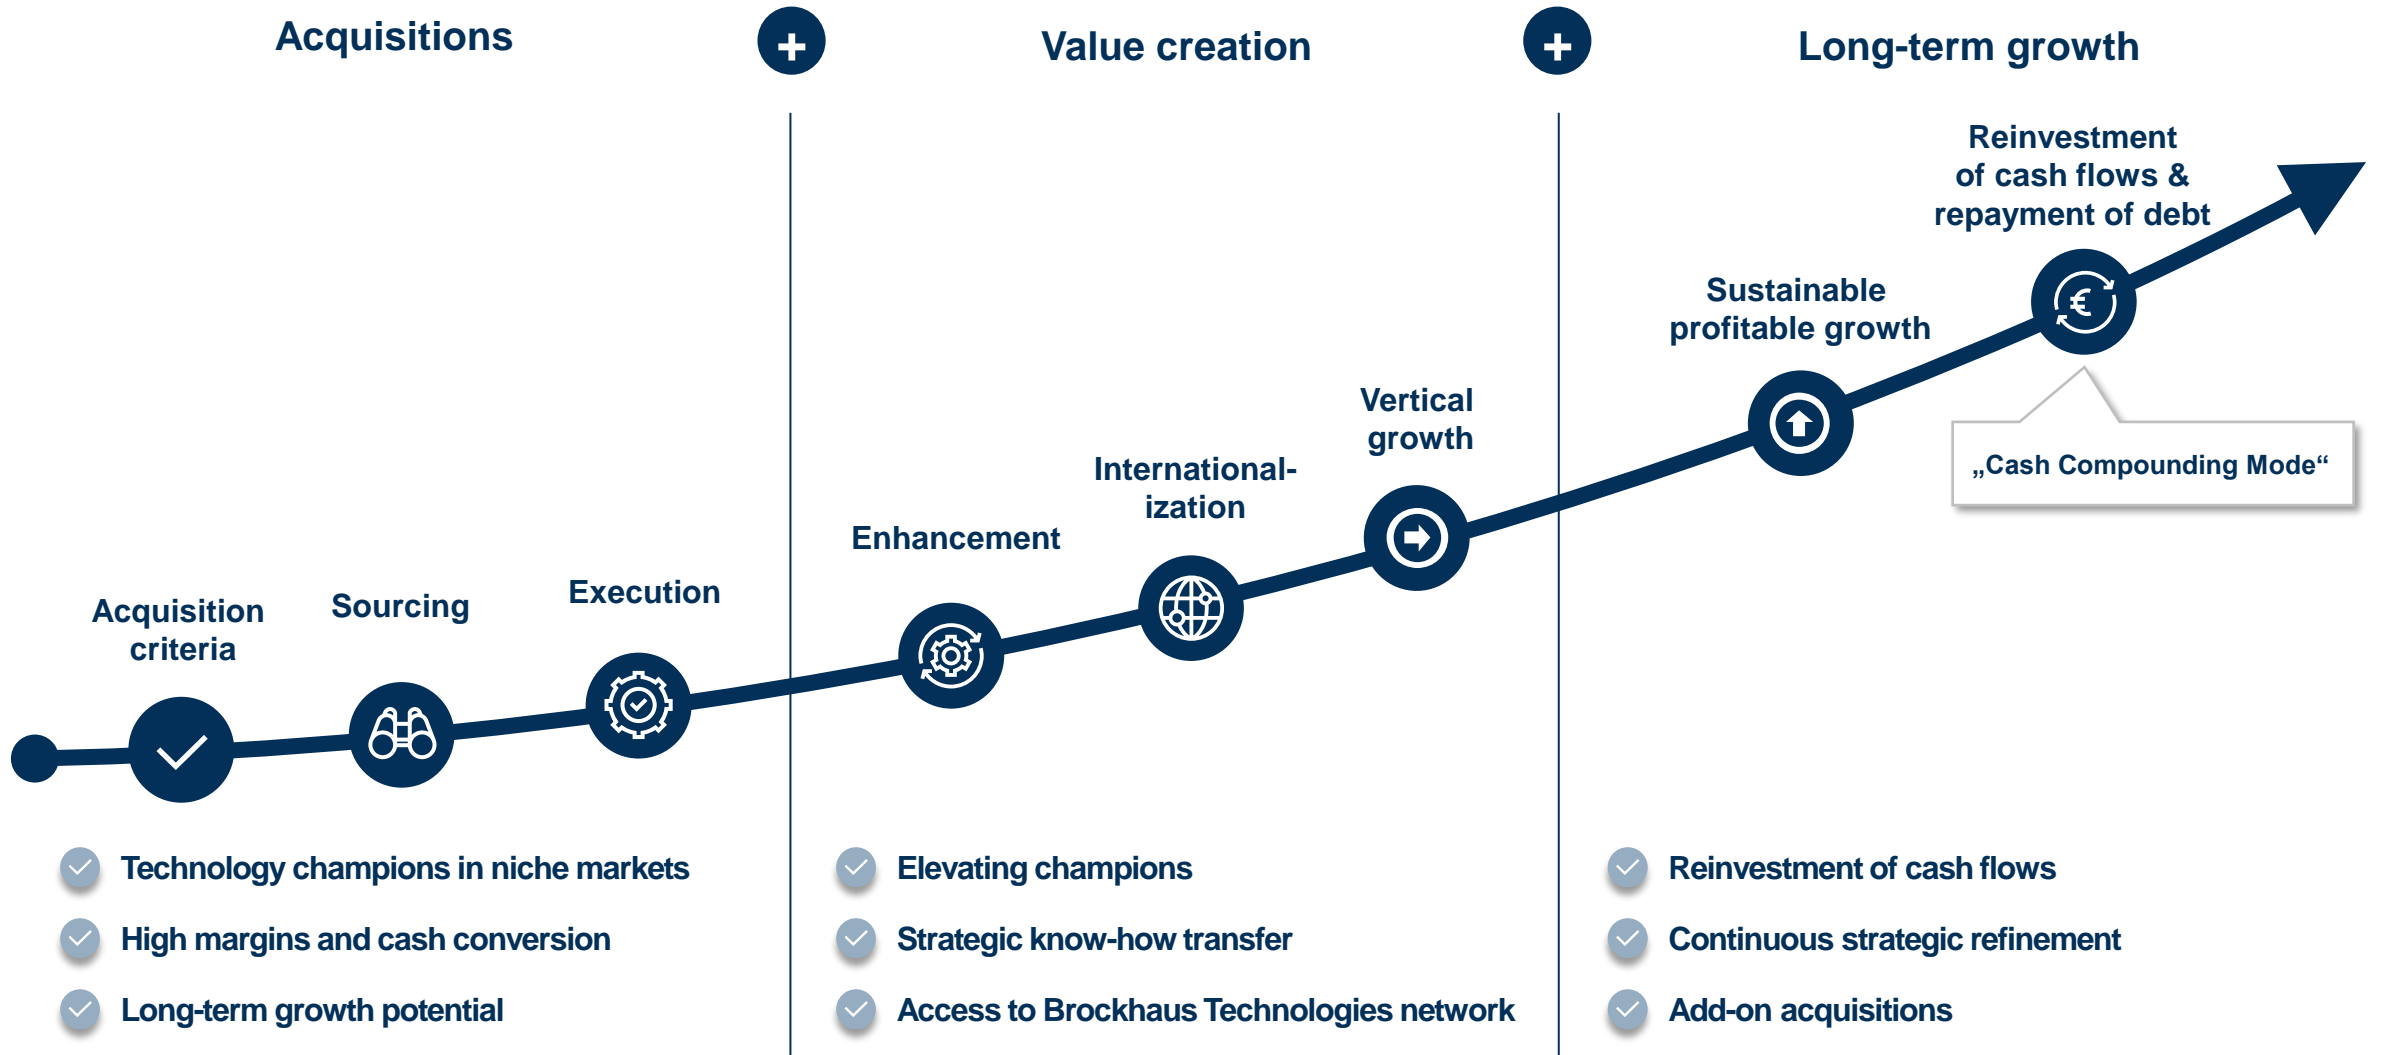 Acquisitions
+
Value creation
+
Long-term growth
Acquisition
criteria
Sourcing
Execution
Enhancement
International-
ization
Vertical
growth
Sustainable
profitable growth
Reinvestment
of cash flows &
repayment of debt
€
„Cash Compounding Mode“
Technology champions in niche markets
High margins and cash conversion
Long-term growth potential
Elevating champions
Strategic know-how transfer
Access to Brockhaus Technologies network
Reinvestment of cash flows
Continuous strategic refinement
Add-on acquisitions